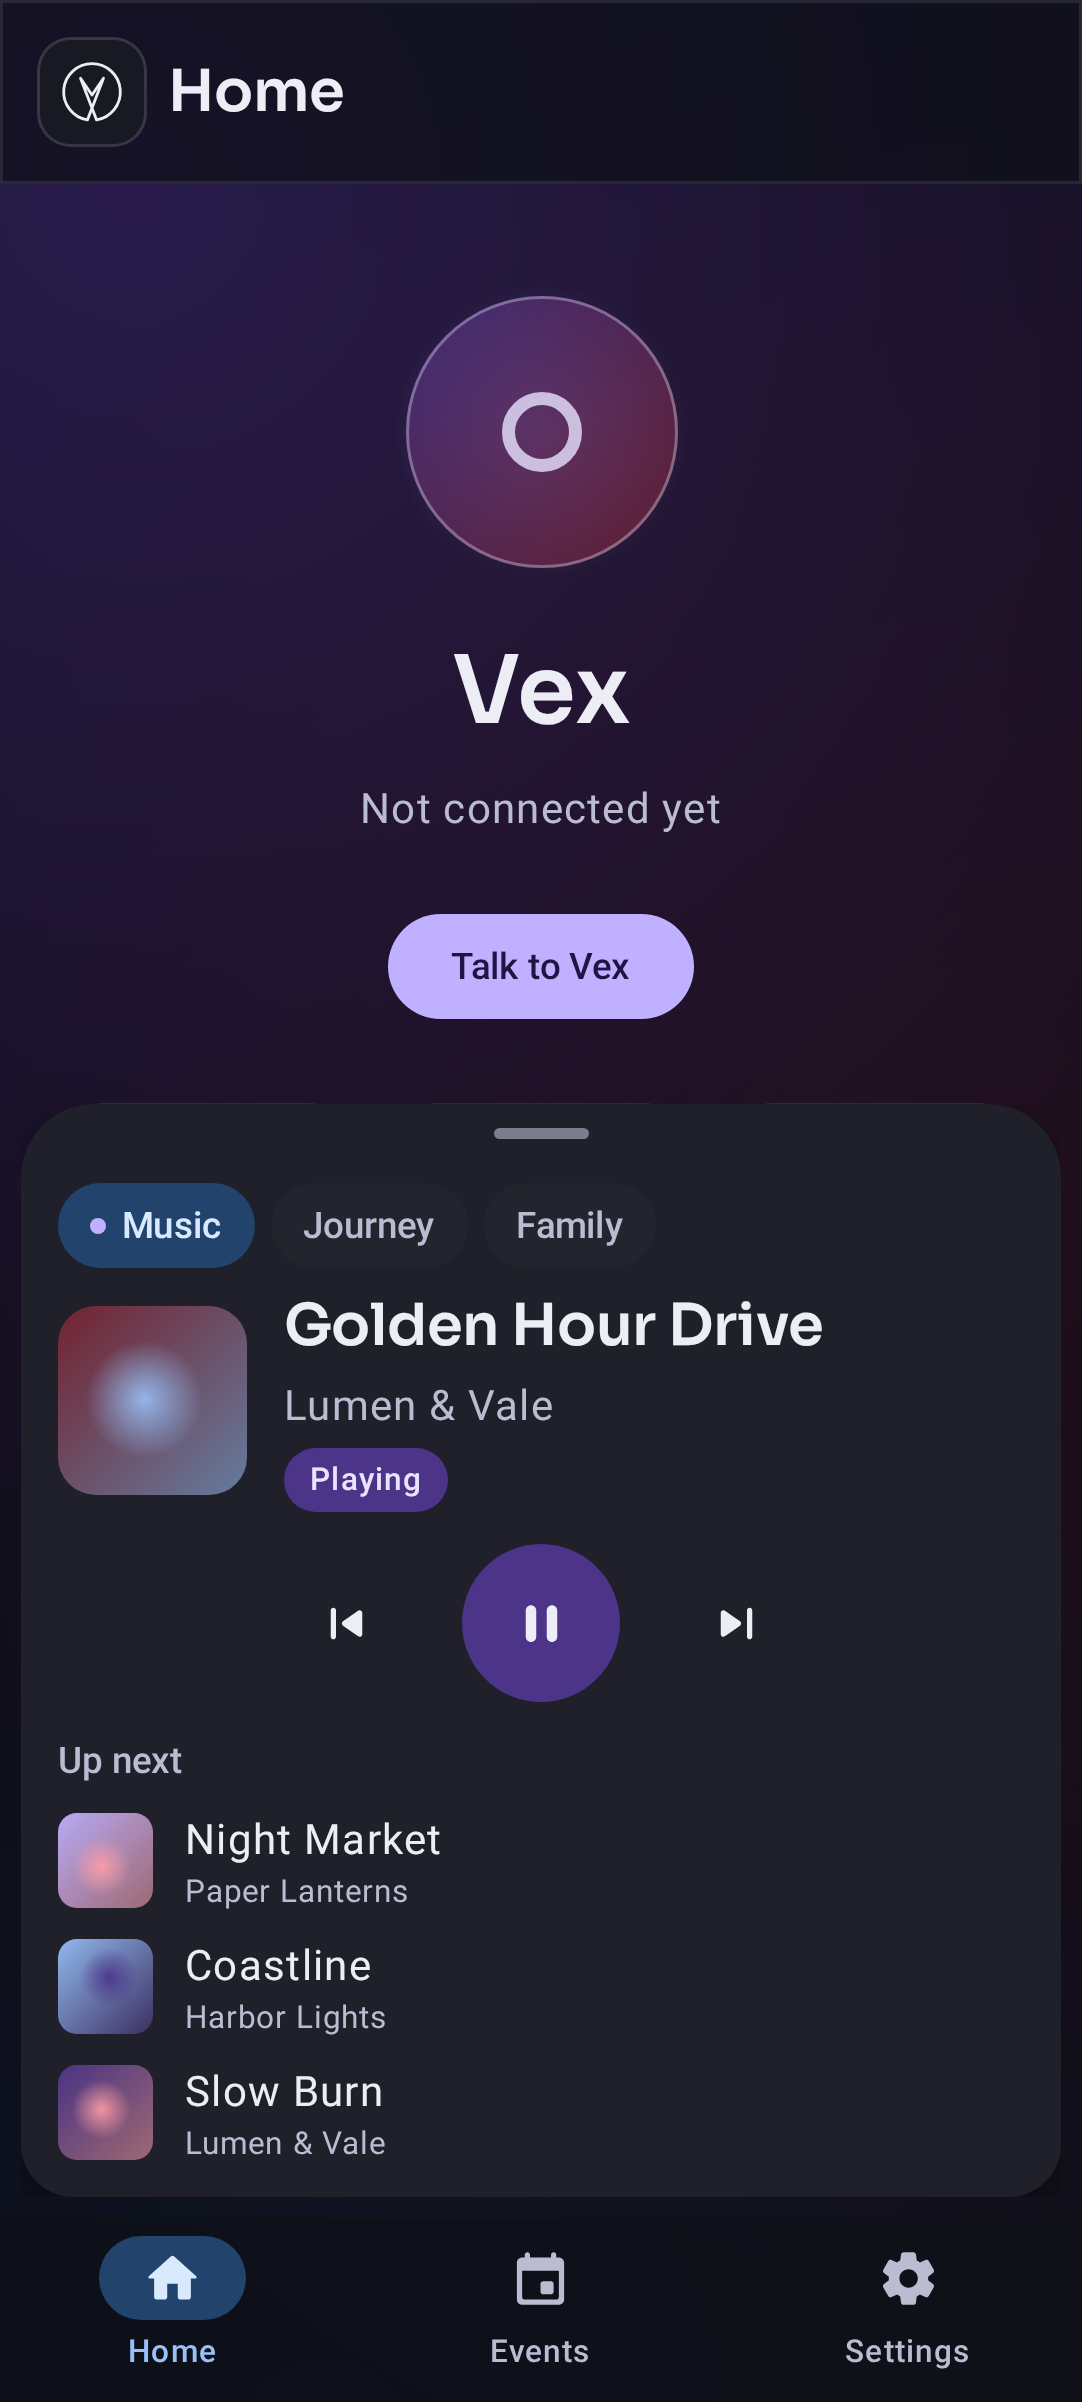 Home
Vex
Not connected yet
Talk to Vex
Music
Journey
Family
Golden Hour Drive
Lumen & Vale
Playing
Up next
Night Market
Paper Lanterns
Coastline
Harbor Lights
Slow Burn
Lumen & Vale
Home
Events
Settings